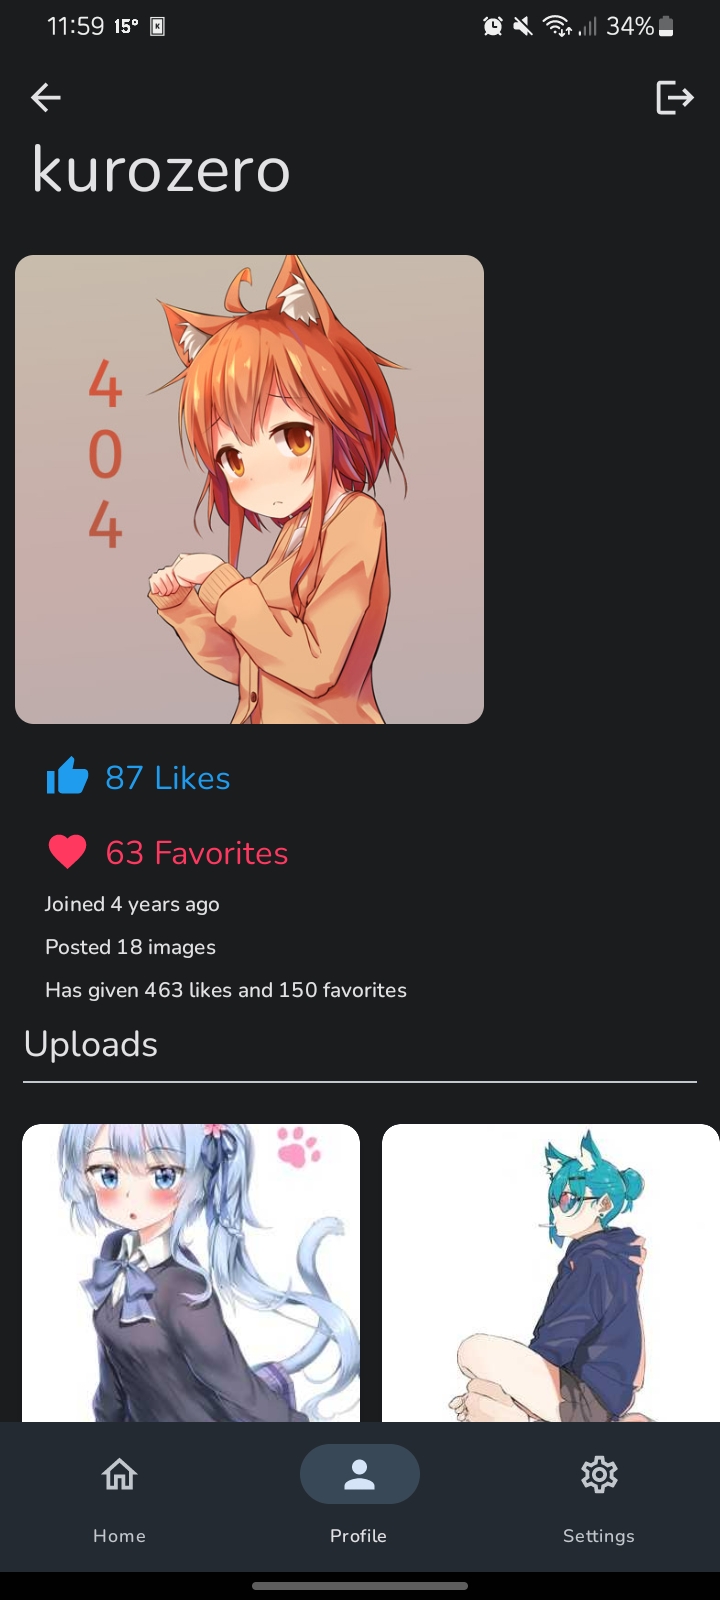 11:59 15° K 34%
kurozero
4
0
4
87 Likes
63 Favorites
Joined 4 years ago
Posted 18 images
Has given 463 likes and 150 favorites
Uploads
Home Profile Settings